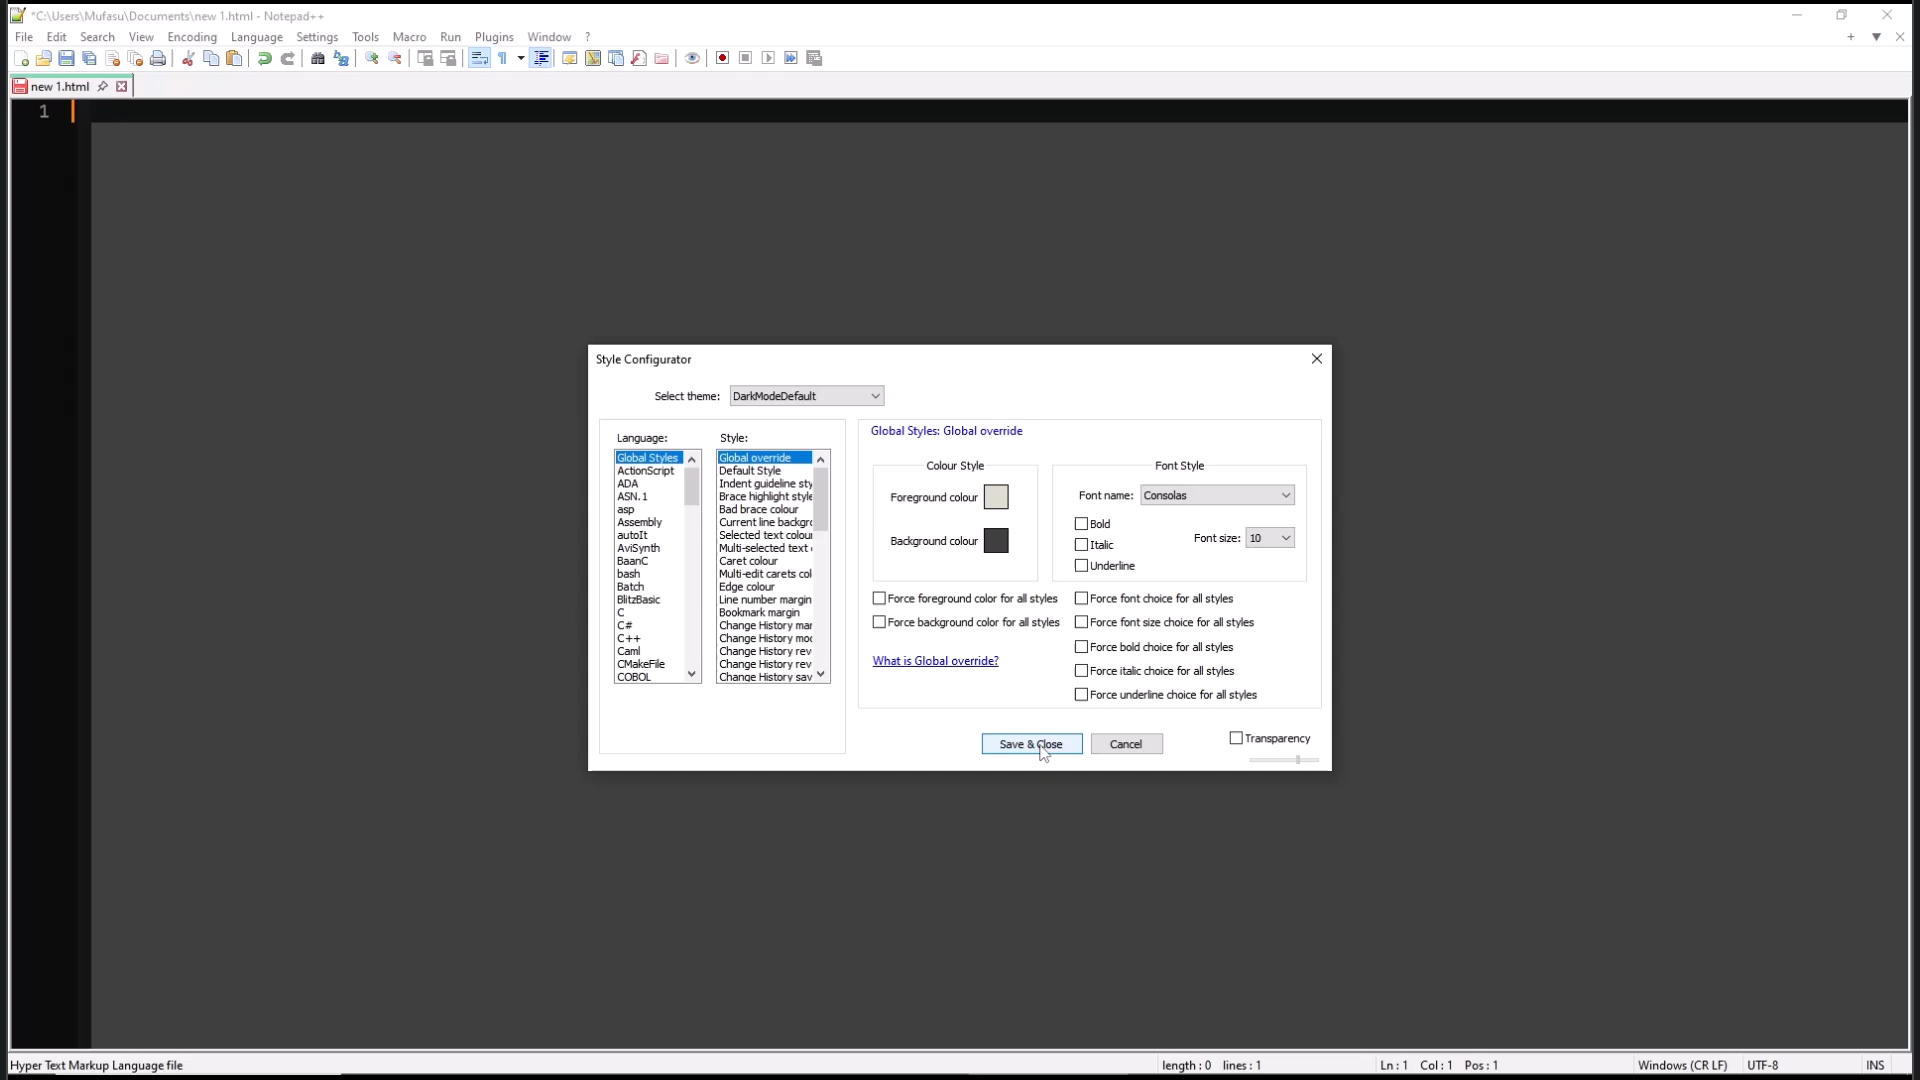 *C:\Users\Mufasu\Documents\new 1.html - Notepad++
File Edit Search View Encoding Language Settings Tools Macro Run Plugins Window ?
new 1.html
1
Style Configurator
Select theme: DarkModeDefault
Language: Style:
Global Styles: Global override
Global Styles
ActionScript
ADA
ASN.1
asp
Assembly
autoIt
AviSynth
BaanC
bash
Batch
BlitzBasic
C
C#
C++
Caml
CMakeFile
COBOL
Global override
Default Style
Indent guideline sty
Brace highlight style
Bad brace colour
Current line backgro
Selected text colou
Multi-selected text
Caret colour
Multi-edit carets col
Edge colour
Line number margin
Bookmark margin
Change History mar
Change History mod
Change History rev
Change History rev
Change History sav
Colour Style
Foreground colour
Background colour
Font Style
Font name: Consolas
Bold
Italic
Underline
Font size: 10
Force foreground color for all styles
Force background color for all styles
What is Global override?
Force font choice for all styles
Force font size choice for all styles
Force bold choice for all styles
Force italic choice for all styles
Force underline choice for all styles
Save & Close
Cancel
Transparency
Hyper Text Markup Language file length : 0 lines : 1 Ln : 1 Col : 1 Pos : 1 Windows (CR LF) UTF-8 INS